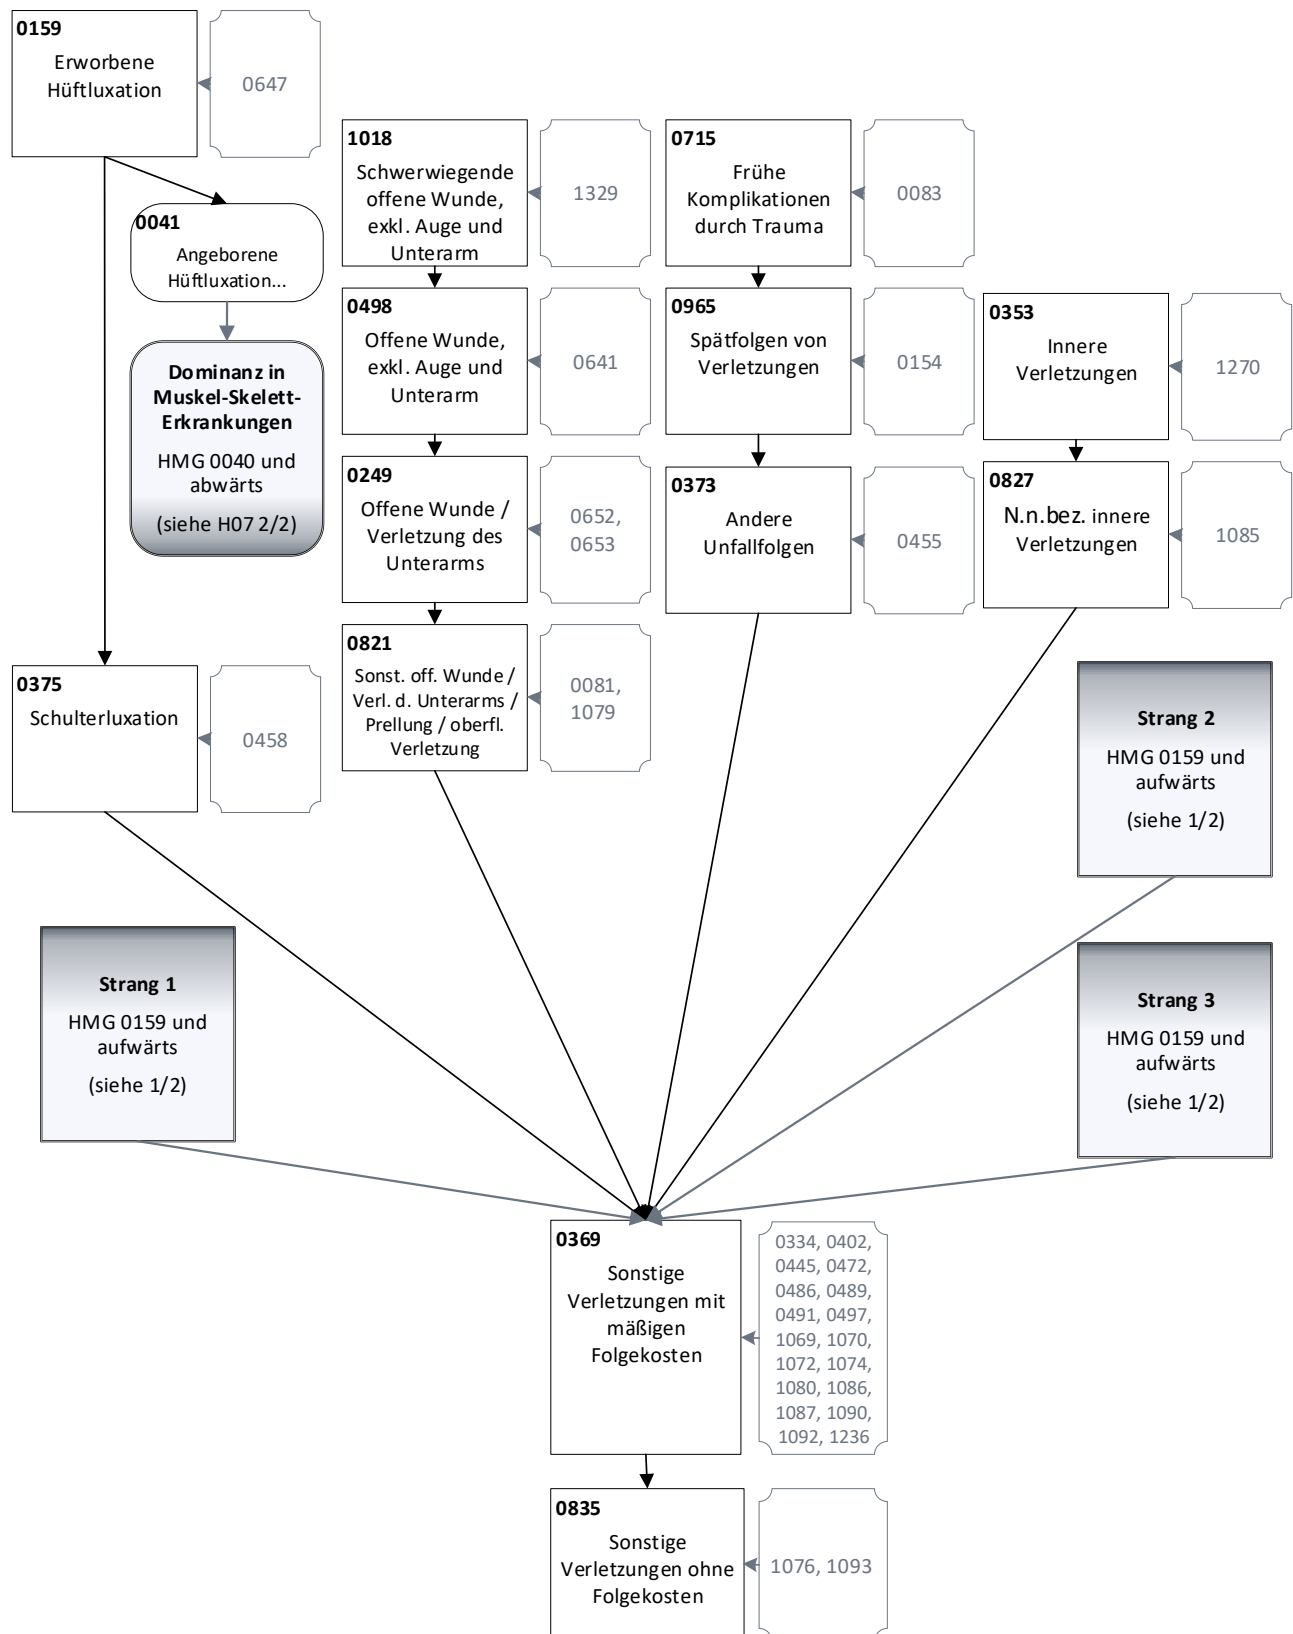 0159
Erworbene
Hüftluxation
0647
0041
Angeborene
Hüftluxation...
Dominanz in
Muskel-Skelett-
Erkrankungen
HMG 0040 und
abwärts
(siehe H07 2/2)
0375
Schulterluxation
0458
1018
Schwerwiegende
offene Wunde,
exkl. Auge und
Unterarm
1329
0498
Offene Wunde,
exkl. Auge und
Unterarm
0641
0249
Offene Wunde /
Verletzung des
Unterarms
0652,
0653
0821
Sonst. off. Wunde /
Verl. d. Unterarms /
Prellung / oberfl.
Verletzung
0081,
1079
0715
Frühe
Komplikationen
durch Trauma
0083
0965
Spätfolgen von
Verletzungen
0154
0373
Andere
Unfallfolgen
0455
0353
Innere
Verletzungen
1270
0827
N.n.bez. innere
Verletzungen
1085
Strang 2
HMG 0159 und
aufwärts
(siehe 1/2)
Strang 1
HMG 0159 und
aufwärts
(siehe 1/2)
Strang 3
HMG 0159 und
aufwärts
(siehe 1/2)
0369
Sonstige
Verletzungen mit
mäßigen
Folgekosten
0334, 0402,
0445, 0472,
0486, 0489,
0491, 0497,
1069, 1070,
1072, 1074,
1080, 1086,
1087, 1090,
1092, 1236
0835
Sonstige
Verletzungen ohne
Folgekosten
1076, 1093